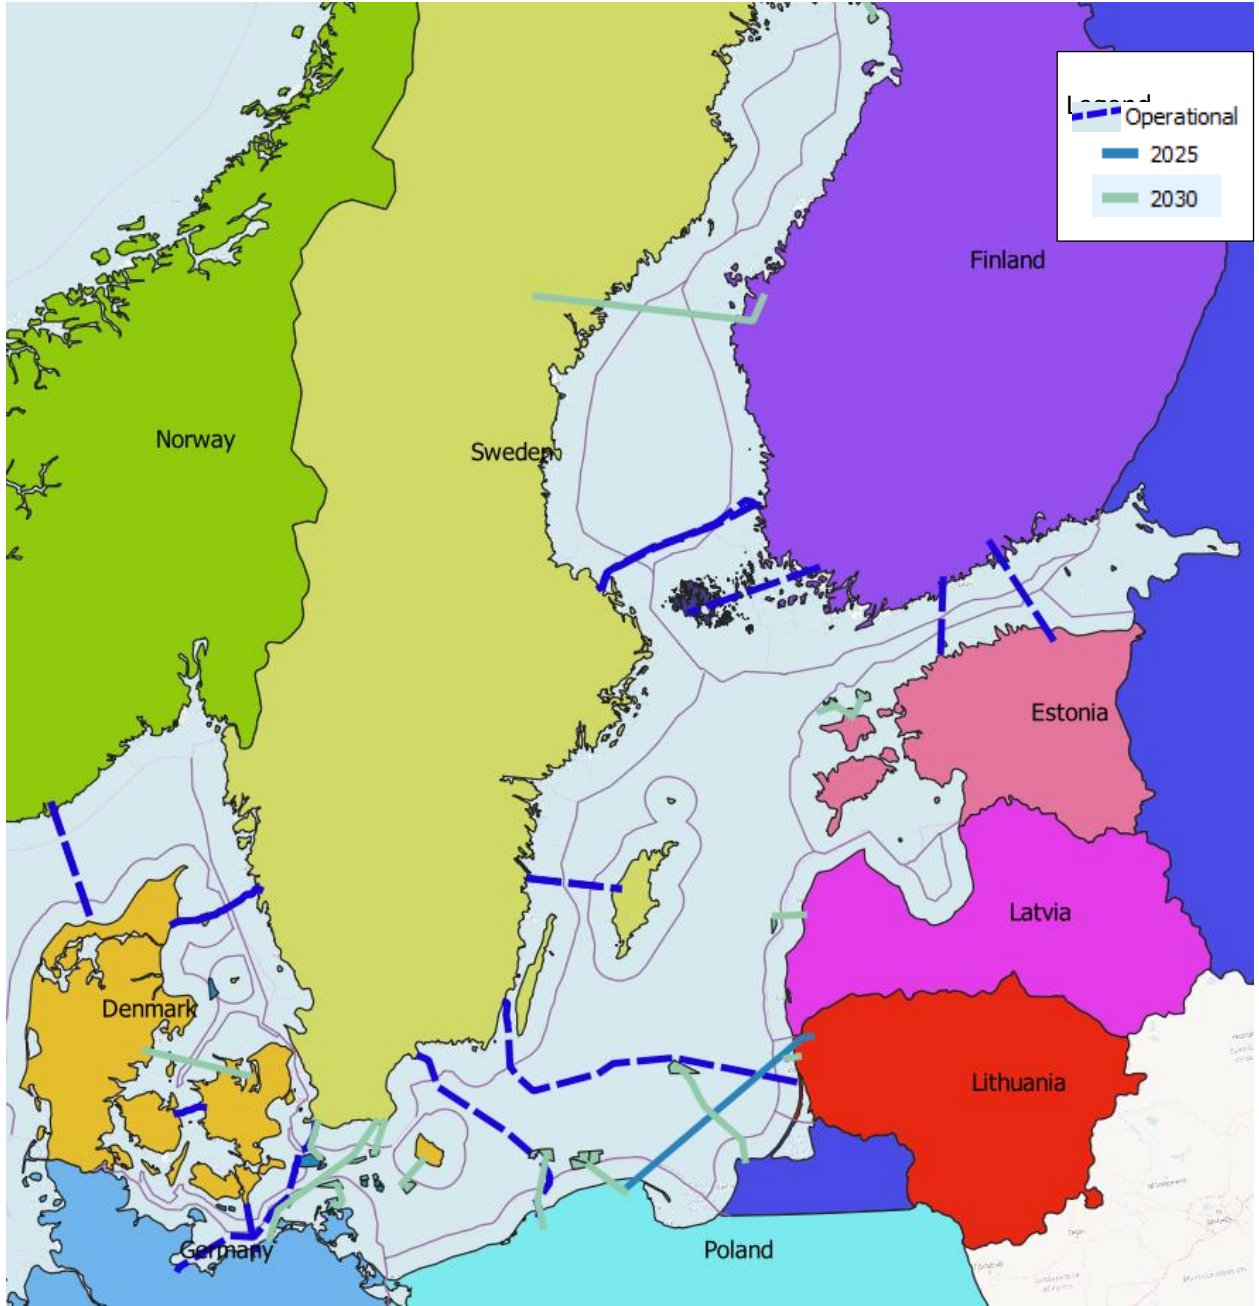 Legend
Operational
2025
2030
Finland
Norway
Sweden
Estonia
Latvia
Denmark
Lithuania
Germany
Poland